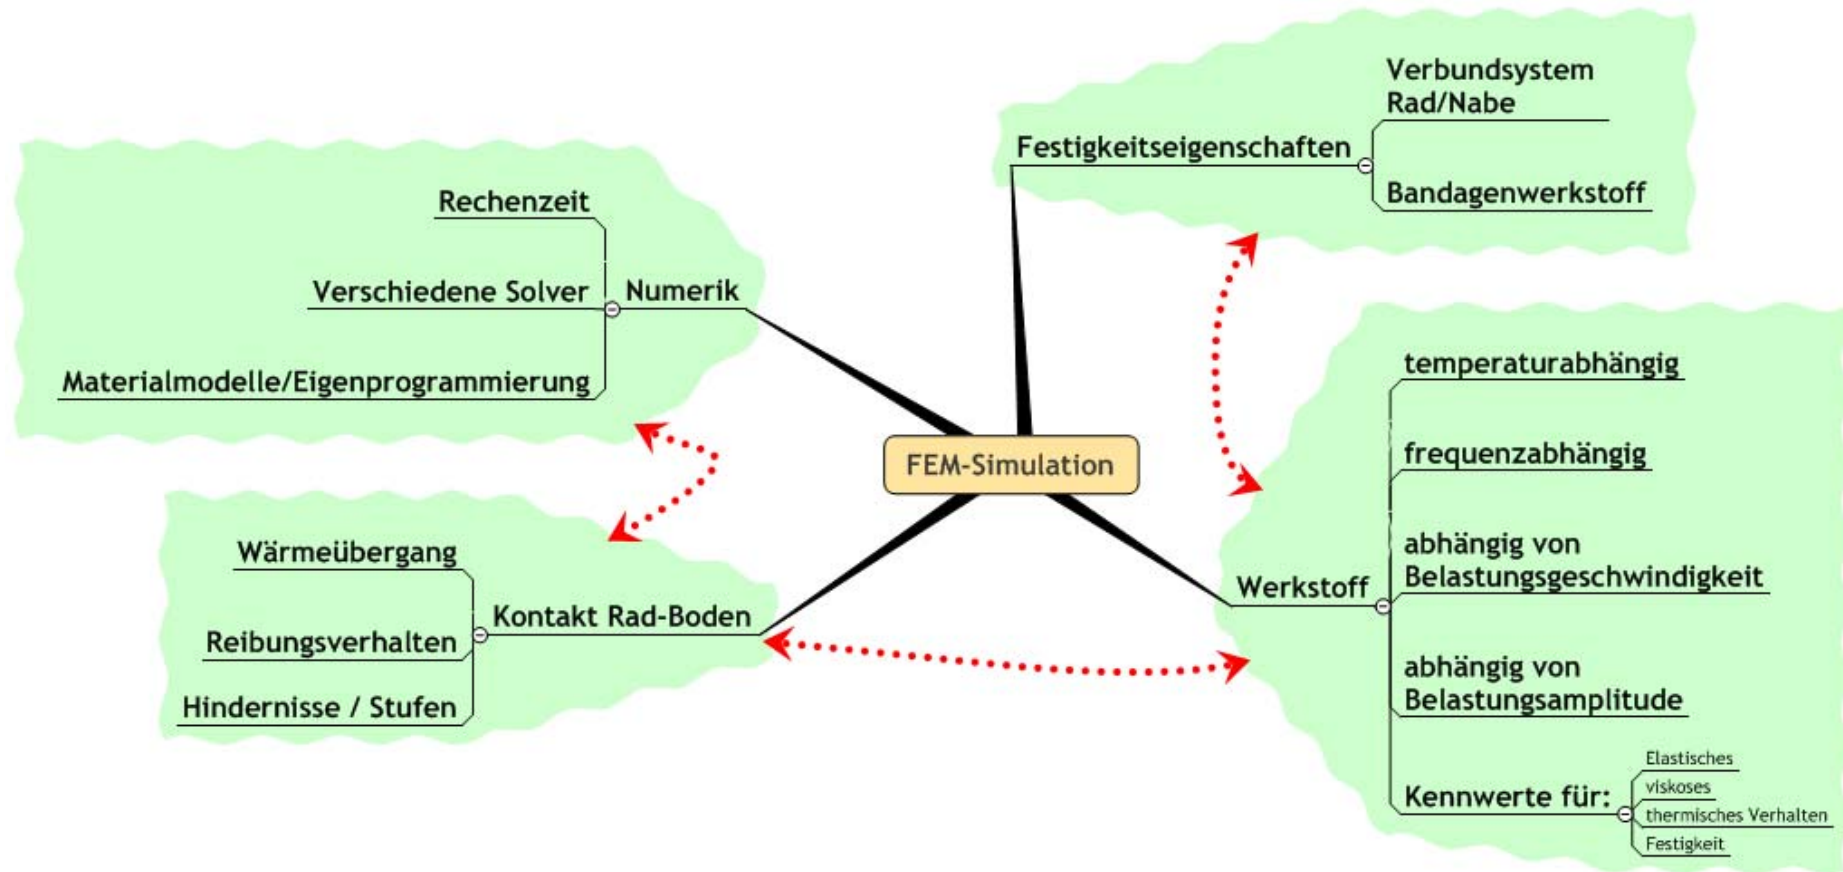 Verbundsystem
Rad/Nabe
Festigkeitseigenschaften
Bandagenwerkstoff
Rechenzeit
Verschiedene Solver
Numerik
Materialmodelle/Eigenprogrammierung
FEM-Simulation
Wärmeübergang
Kontakt Rad-Boden
Reibungsverhalten
Hindernisse / Stufen
Werkstoff
temperaturabhängig
frequenzabhängig
abhängig von
Belastungsgeschwindigkeit
abhängig von
Belastungsamplitude
Kennwerte für:
Elastisches
viskoses
thermisches Verhalten
Festigkeit